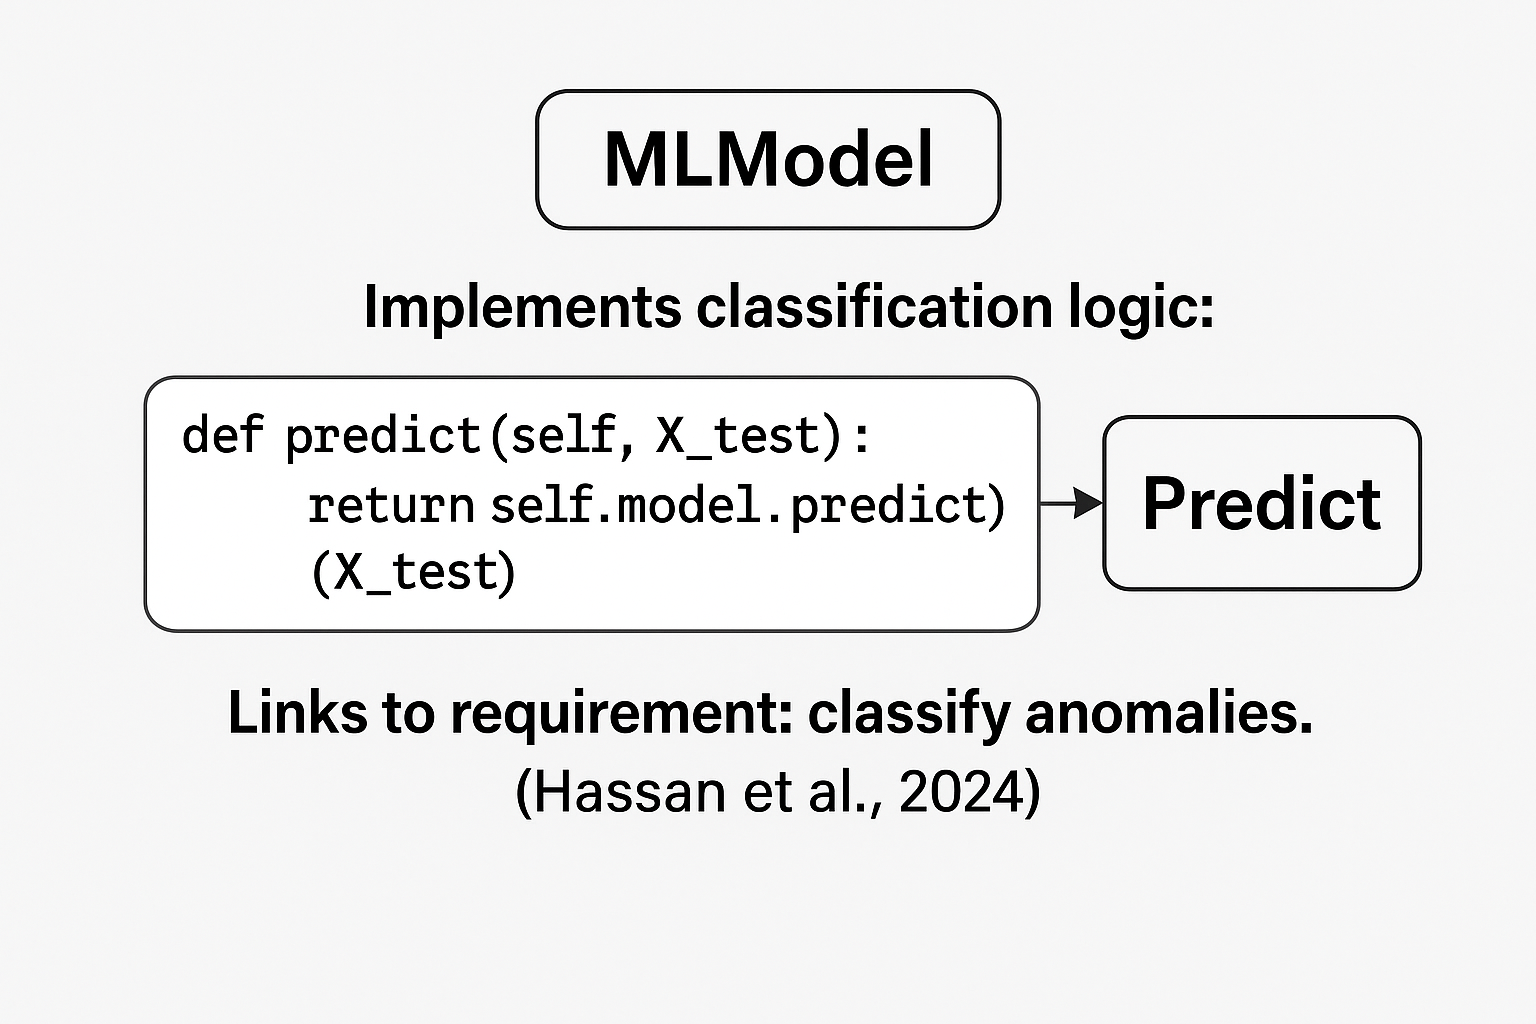 MLModel
Implements classification logic:
def predict(self, X_test):
return self.model.predict)
(X_test)
Predict
Links to requirement: classify anomalies.
(Hassan et al., 2024)